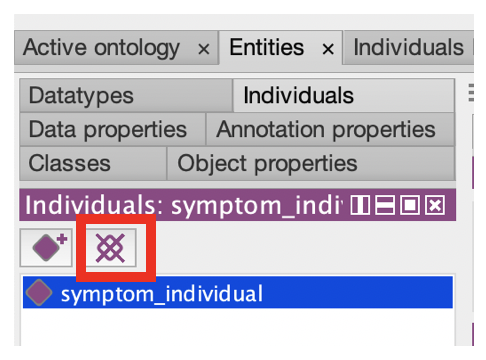 Active ontology × Entities × Individuals
Datatypes Individuals
Data properties Annotation properties
Classes Object properties
Individuals: symptom_indi
symptom_individual